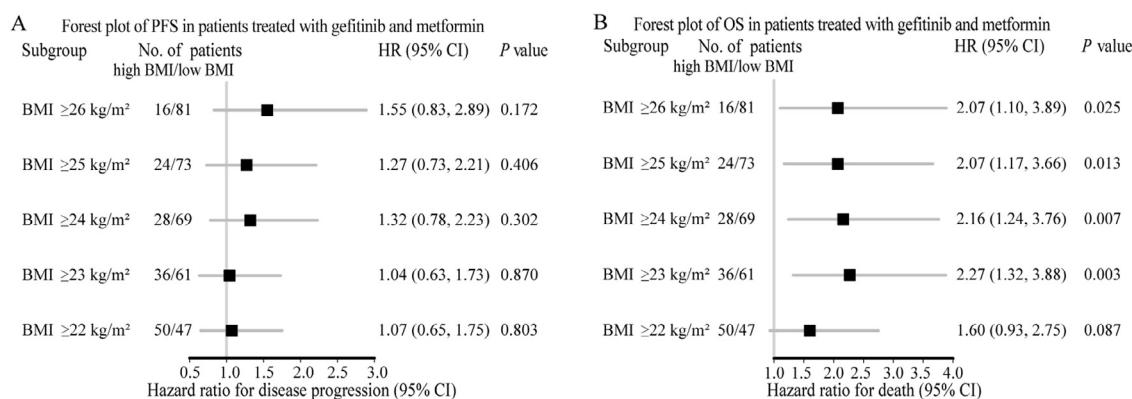 A
Forest plot of PFS in patients treated with gefitinib and metformin
Subgroup No. of patients HR (95% CI) P value
high BMI/low BMI
BMI ≥26 kg/m² 16/81 1.55 (0.83, 2.89) 0.172
BMI ≥25 kg/m² 24/73 1.27 (0.73, 2.21) 0.406
BMI ≥24 kg/m² 28/69 1.32 (0.78, 2.23) 0.302
BMI ≥23 kg/m² 36/61 1.04 (0.63, 1.73) 0.870
BMI ≥22 kg/m² 50/47 1.07 (0.65, 1.75) 0.803
0.5 1.0 1.5 2.0 2.5 3.0
Hazard ratio for disease progression (95% CI)
B
Forest plot of OS in patients treated with gefitinib and metformin
Subgroup No. of patients HR (95% CI) P value
high BMI/low BMI
BMI ≥26 kg/m² 16/81 2.07 (1.10, 3.89) 0.025
BMI ≥25 kg/m² 24/73 2.07 (1.17, 3.66) 0.013
BMI ≥24 kg/m² 28/69 2.16 (1.24, 3.76) 0.007
BMI ≥23 kg/m² 36/61 2.27 (1.32, 3.88) 0.003
BMI ≥22 kg/m² 50/47 1.60 (0.93, 2.75) 0.087
1.0 1.5 2.0 2.5 3.0 3.5 4.0
Hazard ratio for death (95% CI)